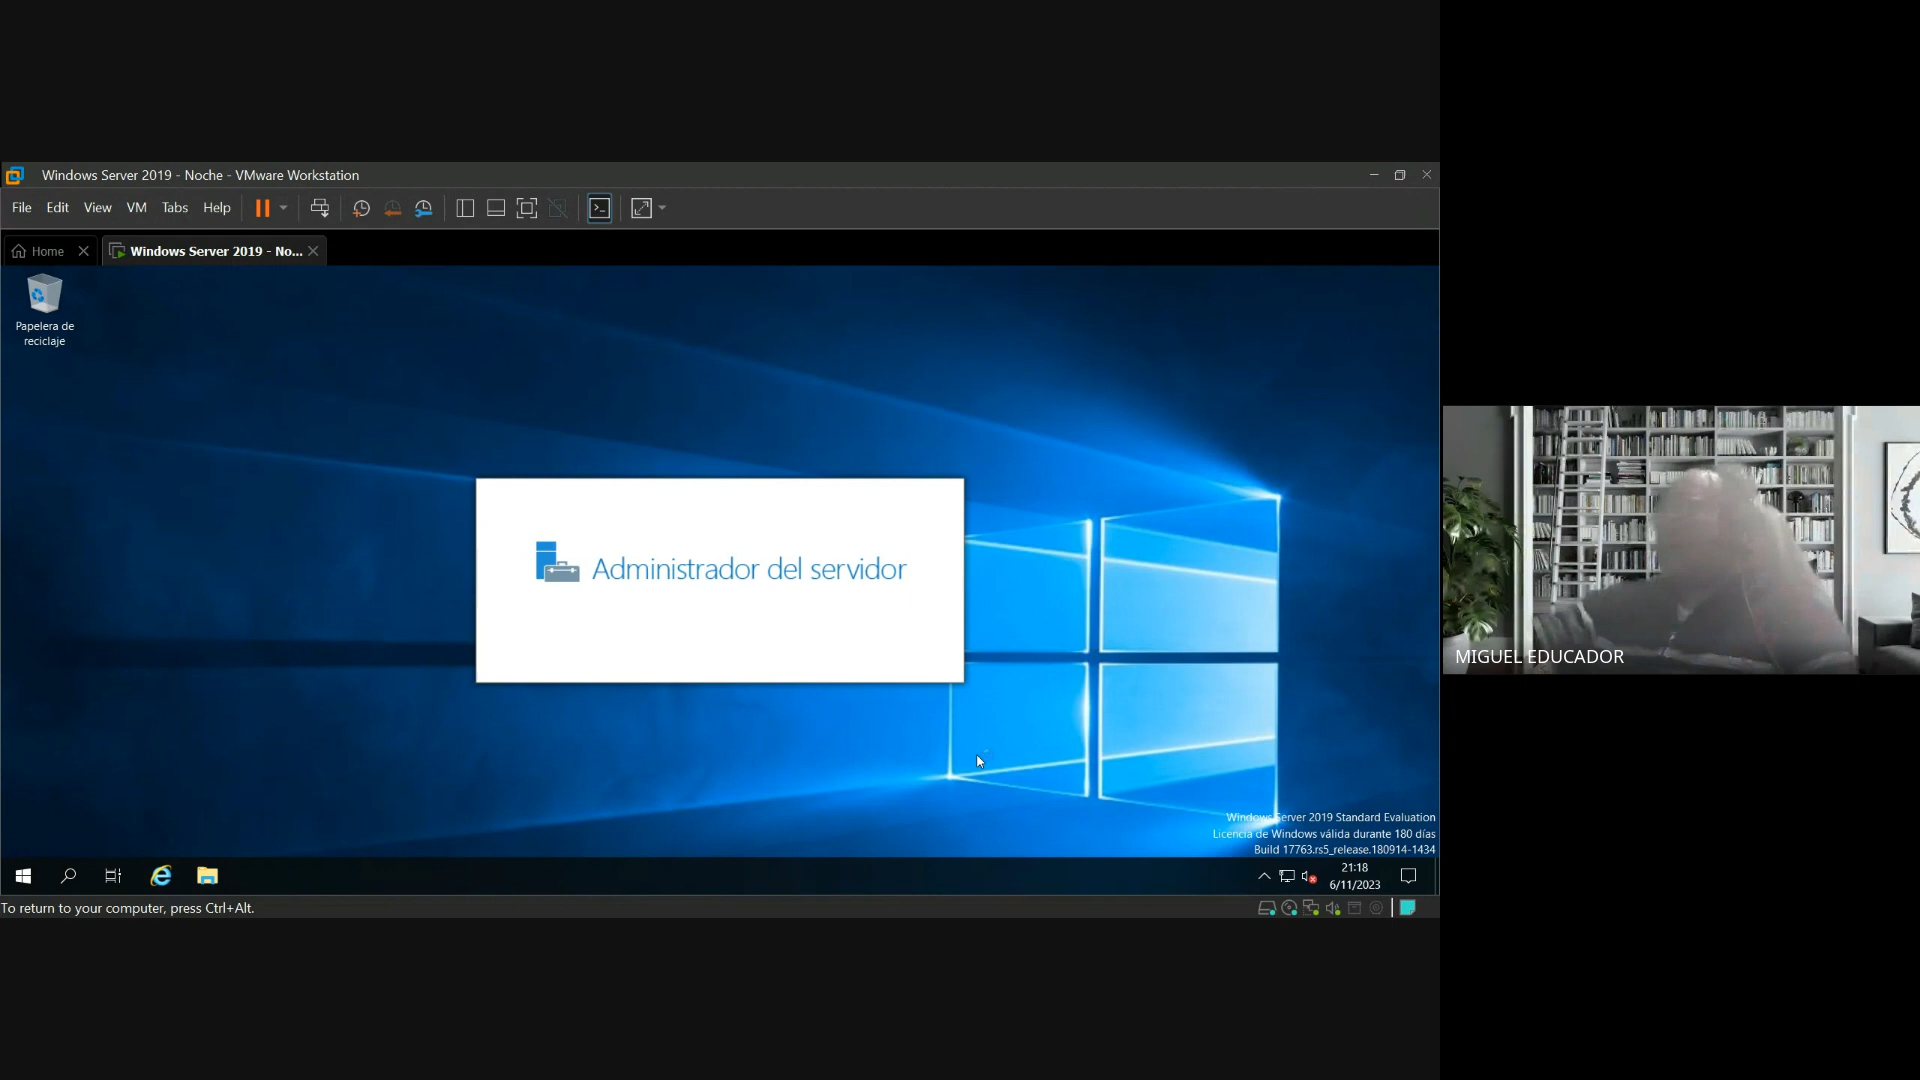 Windows Server 2019 - Noche - VMware Workstation
File Edit View VM Tabs Help
Home
Windows Server 2019 - No...
Papelera de
reciclaje
Administrador del servidor
MIGUEL EDUCADOR
Windows Server 2019 Standard Evaluation
Licencia de Windows válida durante 180 días
Build 17763.rs5_release.180914-1434
21:18
6/11/2023
To return to your computer, press Ctrl+Alt.